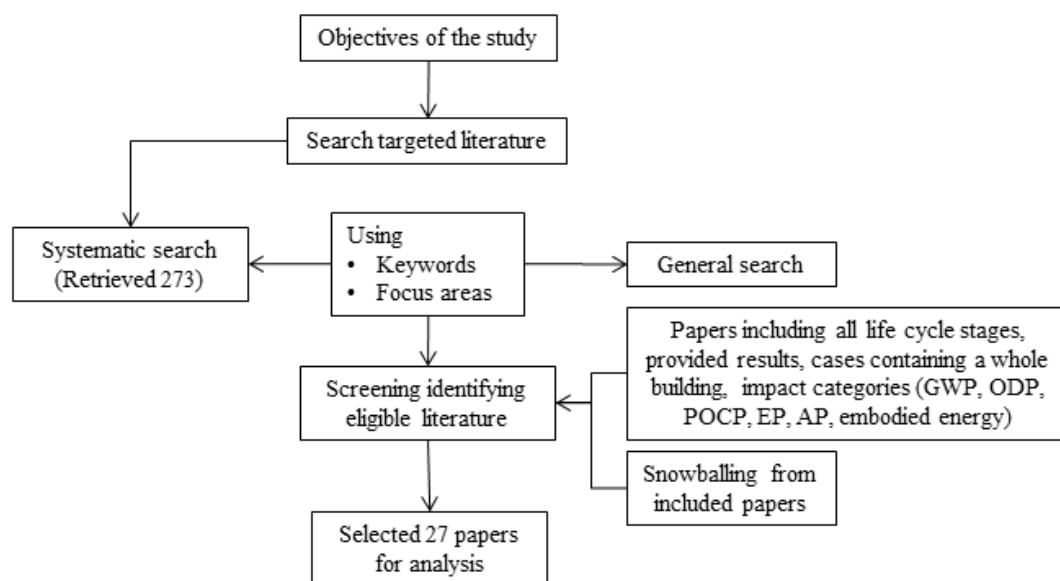 Objectives of the study
Search targeted literature
Systematic search
(Retrieved 273)
Using
• Keywords
• Focus areas
General search
Papers including all life cycle stages,
provided results, cases containing a whole
building, impact categories (GWP, ODP,
POCP, EP, AP, embodied energy)
Screening identifying
eligible literature
Snowballing from
included papers
Selected 27 papers
for analysis